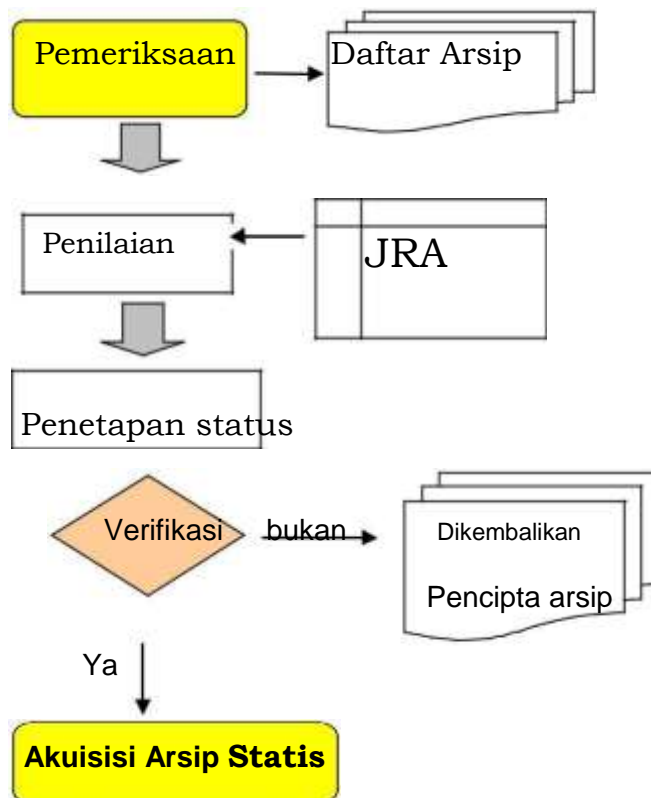 Pemeriksaan
Daftar Arsip
Penilaian
JRA
Penetapan status
Verifikasi
bukan
Dikembalikan
Pencipta arsip
Ya
Akuisisi Arsip Statis